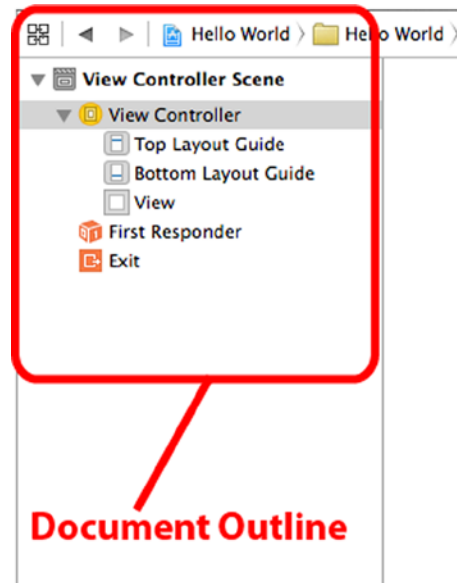 Hello World Hello World
View Controller Scene
View Controller
Top Layout Guide
Bottom Layout Guide
View
First Responder
Exit
Document Outline